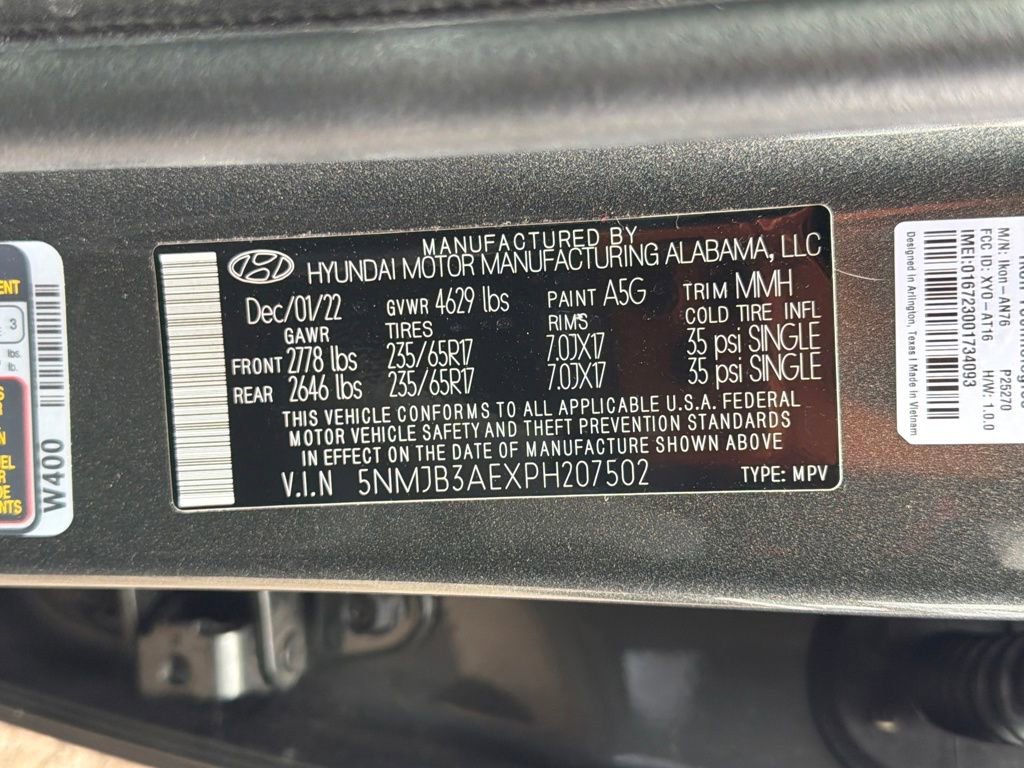 MANUFACTURED BY
HYUNDAI MOTOR MANUFACTURING ALABAMA, LLC
Dec/01/22 GVWR 4629 lbs PAINT A5G TRIM MMH
GAWR TIRES RIMS COLD TIRE INFL
FRONT 2778 lbs 235/65R17 7.0JX17 35 psi SINGLE
REAR 2646 lbs 235/65R17 7.0JX17 35 psi SINGLE
THIS VEHICLE CONFORMS TO ALL APPLICABLE U.S.A. FEDERAL
MOTOR VEHICLE SAFETY AND THEFT PREVENTION STANDARDS
IN EFFECT ON THE DATE OF MANUFACTURE SHOWN ABOVE
V.I.N 5NMJB3AEXPH207502 TYPE: MPV
3
lbs.
lb.
W400
M/N: Ikon-AN76 P25270
FCC ID: XYO-AT16 H/W: 1.0.0
IMEI:016723001734093
Designed in Arlington, Texas | Made in Vietnam